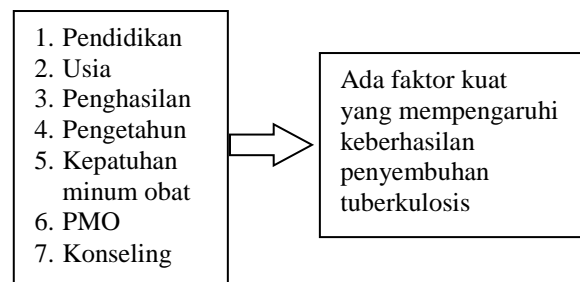 1. Pendidikan
2. Usia
3. Penghasilan
4. Pengetahun
5. Kepatuhan
minum obat
6. PMO
7. Konseling
Ada faktor kuat
yang mempengaruhi
keberhasilan
penyembuhan
tuberkulosis